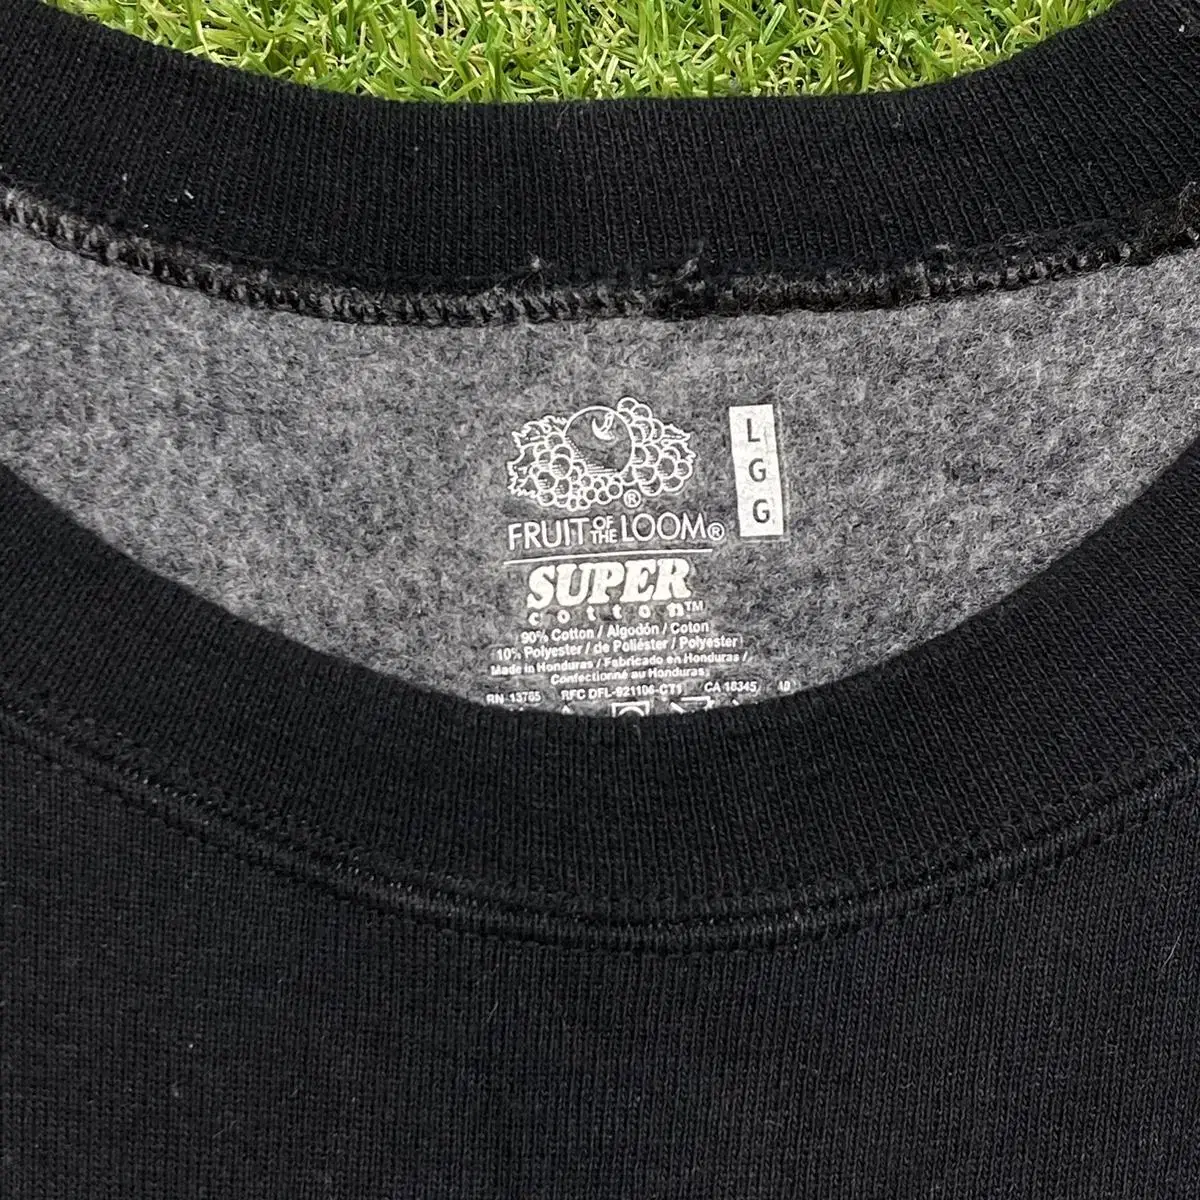 L
G
G
®
FRUIT OF THE LOOM®
SUPER
cotton™
90% Cotton / Algodón / Coton
10% Polyester / de Poliéster / Polyester
Made in Honduras / Fabricado en Honduras /
Confectionné au Honduras
RN 13765 RFC DFL-921106-CT1 CA 16345